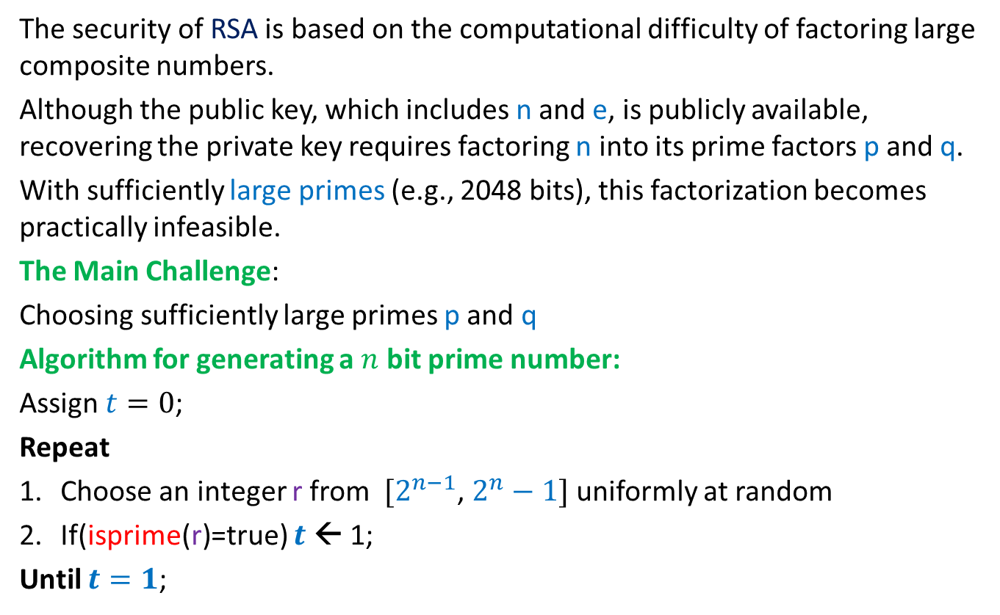 The security of RSA is based on the computational difficulty of factoring large
composite numbers.
Although the public key, which includes n and e, is publicly available,
recovering the private key requires factoring n into its prime factors p and q.
With sufficiently large primes (e.g., 2048 bits), this factorization becomes
practically infeasible.
The Main Challenge:
Choosing sufficiently large primes p and q
Algorithm for generating a n bit prime number:
Assign t = 0;
Repeat
1. Choose an integer r from [2ⁿ⁻¹, 2ⁿ − 1] uniformly at random
2. If(isprime(r)=true) t ← 1;
Until t = 1;